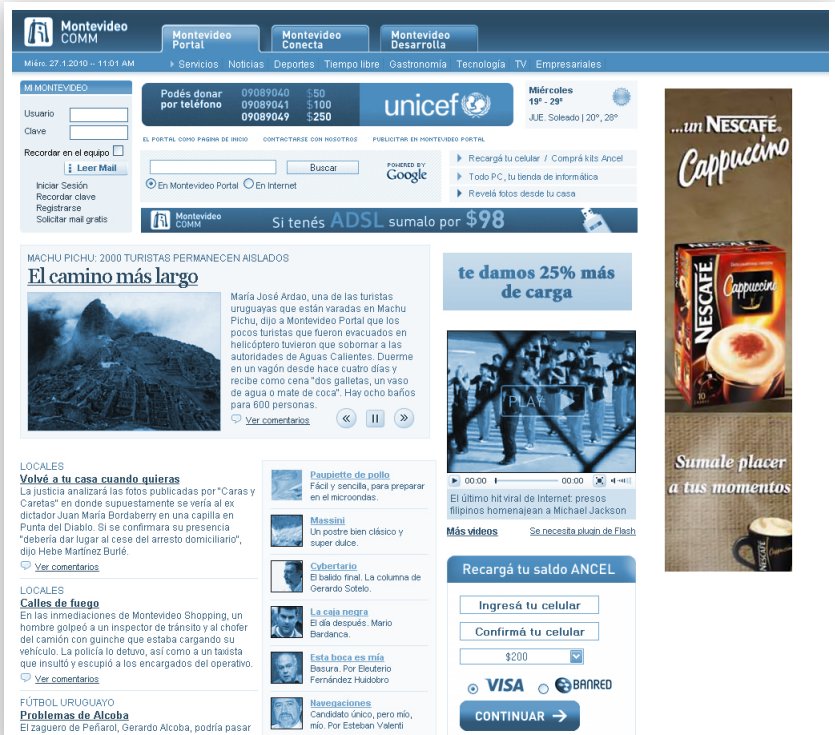 Montevideo
COMM
Montevideo
Portal
Montevideo
Conecta
Montevideo
Desarrolla
Miérc. 27.1.2010 -- 11:01 AM
Servicios Noticias Deportes Tiempo libre Gastronomía Tecnología TV Empresariales
MI MONTEVIDEO
Usuario
Clave
Recordar en el equipo
Leer Mail
Iniciar Sesión
Recordar clave
Registrarse
Solicitar mail gratis
Podés donar
por teléfono
09089040 $50
09089041 $100
09089049 $250
unicef
Miércoles
19º - 29º
JUE. Soleado | 20º, 28º
EL PORTAL COMO PAGINA DE INICIO CONTACTARSE CON NOSOTROS PUBLICITAR EN MONTEVIDEO PORTAL
Buscar
En Montevideo Portal En Internet
POWERED BY
Google
Recargá tu celular / Comprá kits Ancel
Todo PC, tu tienda de informática
Revelá fotos desde tu casa
Montevideo
COMM
Si tenés ADSL sumalo por $98
MACHU PICHU: 2000 TURISTAS PERMANECEN AISLADOS
El camino más largo
María José Ardao, una de las turistas
uruguayas que están varadas en Machu
Pichu, dijo a Montevideo Portal que los
pocos turistas que fueron evacuados en
helicóptero tuvieron que sobornar a las
autoridades de Aguas Calientes. Duerme
en un vagón desde hace cuatro días y
recibe como cena "dos galletas, un vaso
de agua o mate de coca". Hay ocho baños
para 600 personas.
Ver comentarios
LOCALES
Volvé a tu casa cuando quieras
La justicia analizará las fotos publicadas por "Caras y
Caretas" en donde supuestamente se vería al ex
dictador Juan María Bordaberry en una capilla en
Punta del Diablo. Si se confirmara su presencia
"debería dar lugar al cese del arresto domiciliario",
dijo Hebe Martínez Burlé.
Ver comentarios
LOCALES
Calles de fuego
En las inmediaciones de Montevideo Shopping, un
hombre golpeó a un inspector de tránsito y al chofer
del camión con guinche que estaba cargando su
vehículo. La policía lo detuvo, así como a un taxista
que insultó y escupió a los encargados del operativo.
Ver comentarios
FÚTBOL URUGUAYO
Problemas de Alcoba
El zaguero de Peñarol, Gerardo Alcoba, podría pasar
Paupiette de pollo
Fácil y sencilla, para preparar
en el microondas.
Massini
Un postre bien clásico y
super dulce.
Cybertario
El balido final. La columna de
Gerardo Sotelo.
La caja negra
El día después. Mario
Bardanca.
Esta boca es mía
Basura. Por Eleuterio
Fernández Huidobro
Navegaciones
Candidato único, pero mío,
mío. Por Esteban Valenti
te damos 25% más
de carga
PLAY
00:00 00:00
El último hit viral de Internet: presos
filipinos homenajean a Michael Jackson
Más videos Se necesita plugin de Flash
Recargá tu saldo ANCEL
Ingresá tu celular
Confirmá tu celular
$200
VISA BANRED
CONTINUAR
...un NESCAFÉ.
Cappuccino
NESCAFÉ.
Cappuccino
Sumale placer
a tus momentos
NESCAFÉ